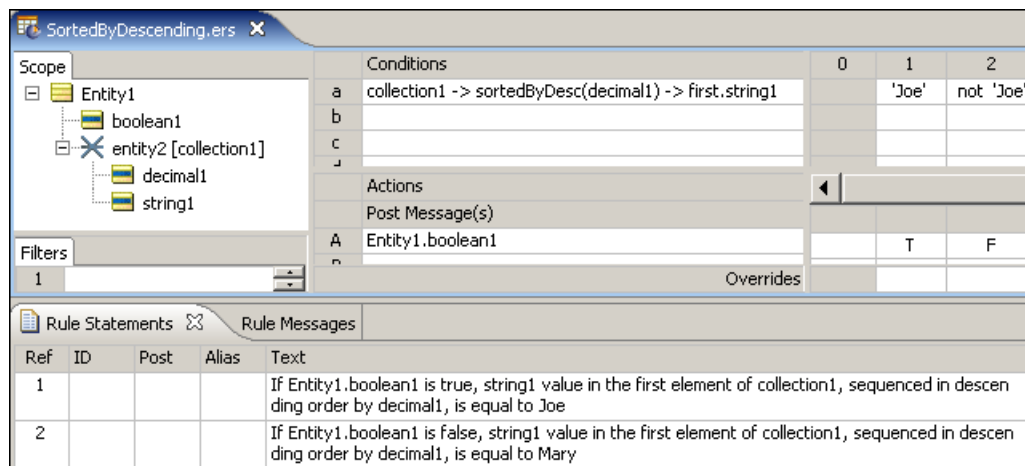 SortedByDescending.ers
Scope
Entity1
boolean1
entity2 [collection1]
decimal1
string1
Filters
1
Conditions 0 1 2
a collection1 -> sortedByDesc(decimal1) -> first.string1 'Joe' not 'Joe'
b
c
Actions
Post Message(s)
A Entity1.boolean1 T F
Overrides
Rule Statements Rule Messages
Ref ID Post Alias Text
1 If Entity1.boolean1 is true, string1 value in the first element of collection1, sequenced in descen
ding order by decimal1, is equal to Joe
2 If Entity1.boolean1 is false, string1 value in the first element of collection1, sequenced in descen
ding order by decimal1, is equal to Mary